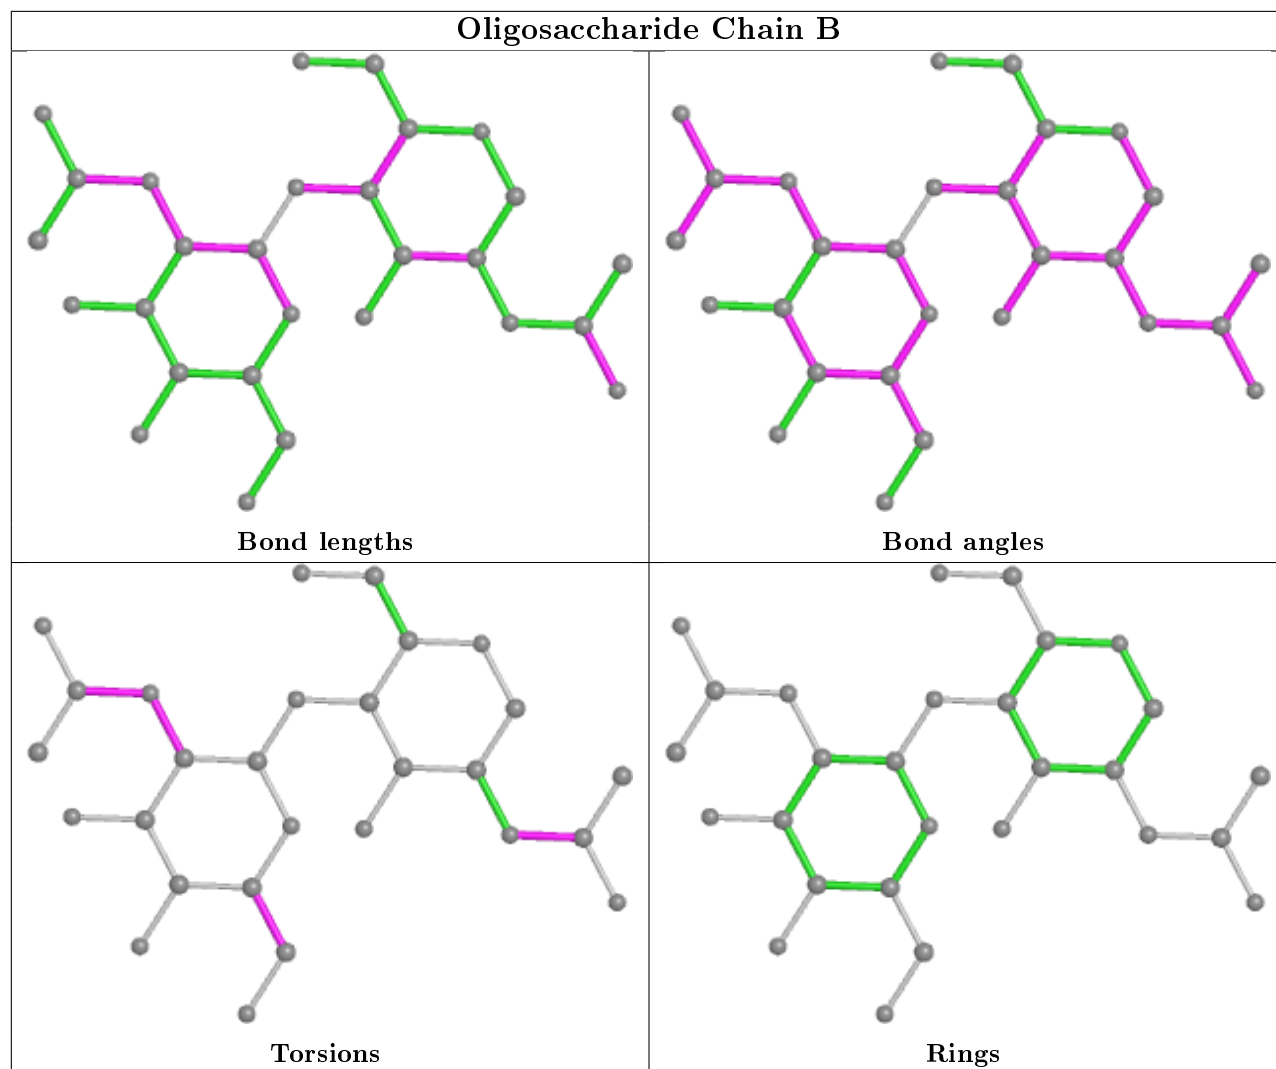 Oligosaccharide Chain B
Bond lengths
Bond angles
Torsions
Rings